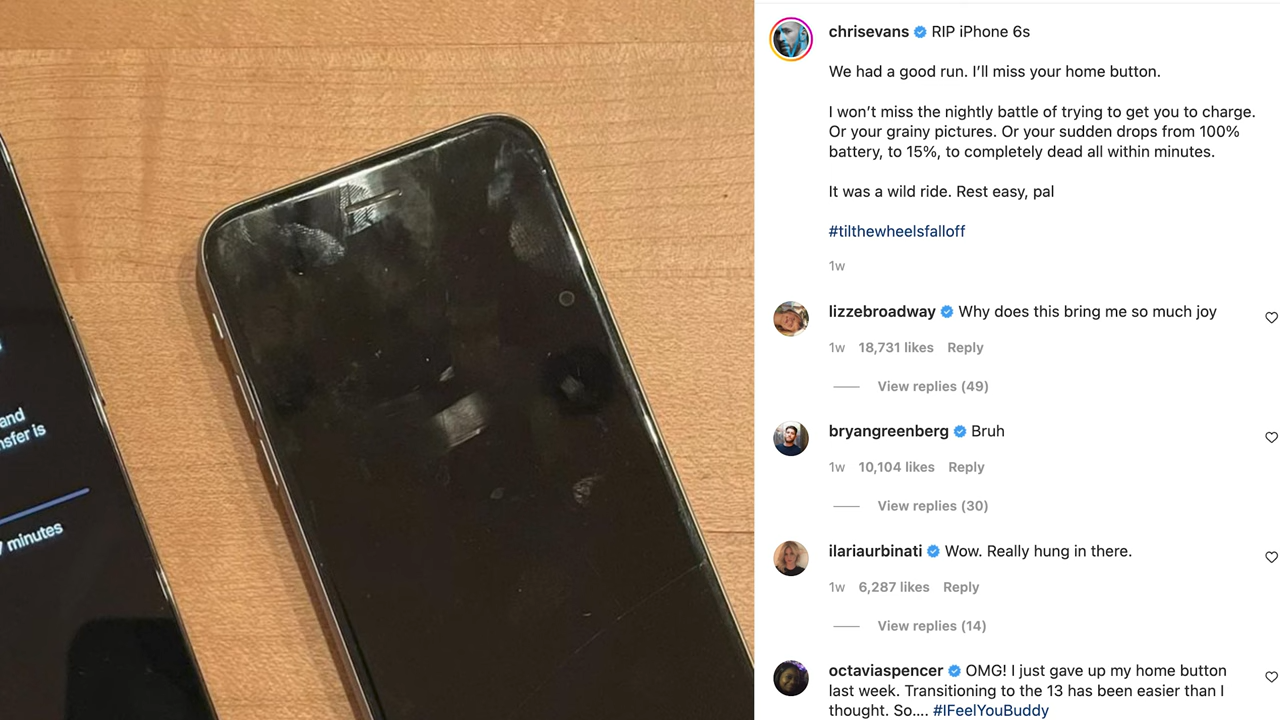 and
nsfer is
minutes
chrisevans RIP iPhone 6s
We had a good run. I'll miss your home button.
I won't miss the nightly battle of trying to get you to charge.
Or your grainy pictures. Or your sudden drops from 100%
battery, to 15%, to completely dead all within minutes.
It was a wild ride. Rest easy, pal
#tilthewheelsfalloff
1w
lizzebroadway Why does this bring me so much joy
1w 18,731 likes Reply
View replies (49)
bryangreenberg Bruh
1w 10,104 likes Reply
View replies (30)
ilariaurbinati Wow. Really hung in there.
1w 6,287 likes Reply
View replies (14)
octaviaspencer OMG! I just gave up my home button
last week. Transitioning to the 13 has been easier than I
thought. So.... #IFeelYouBuddy